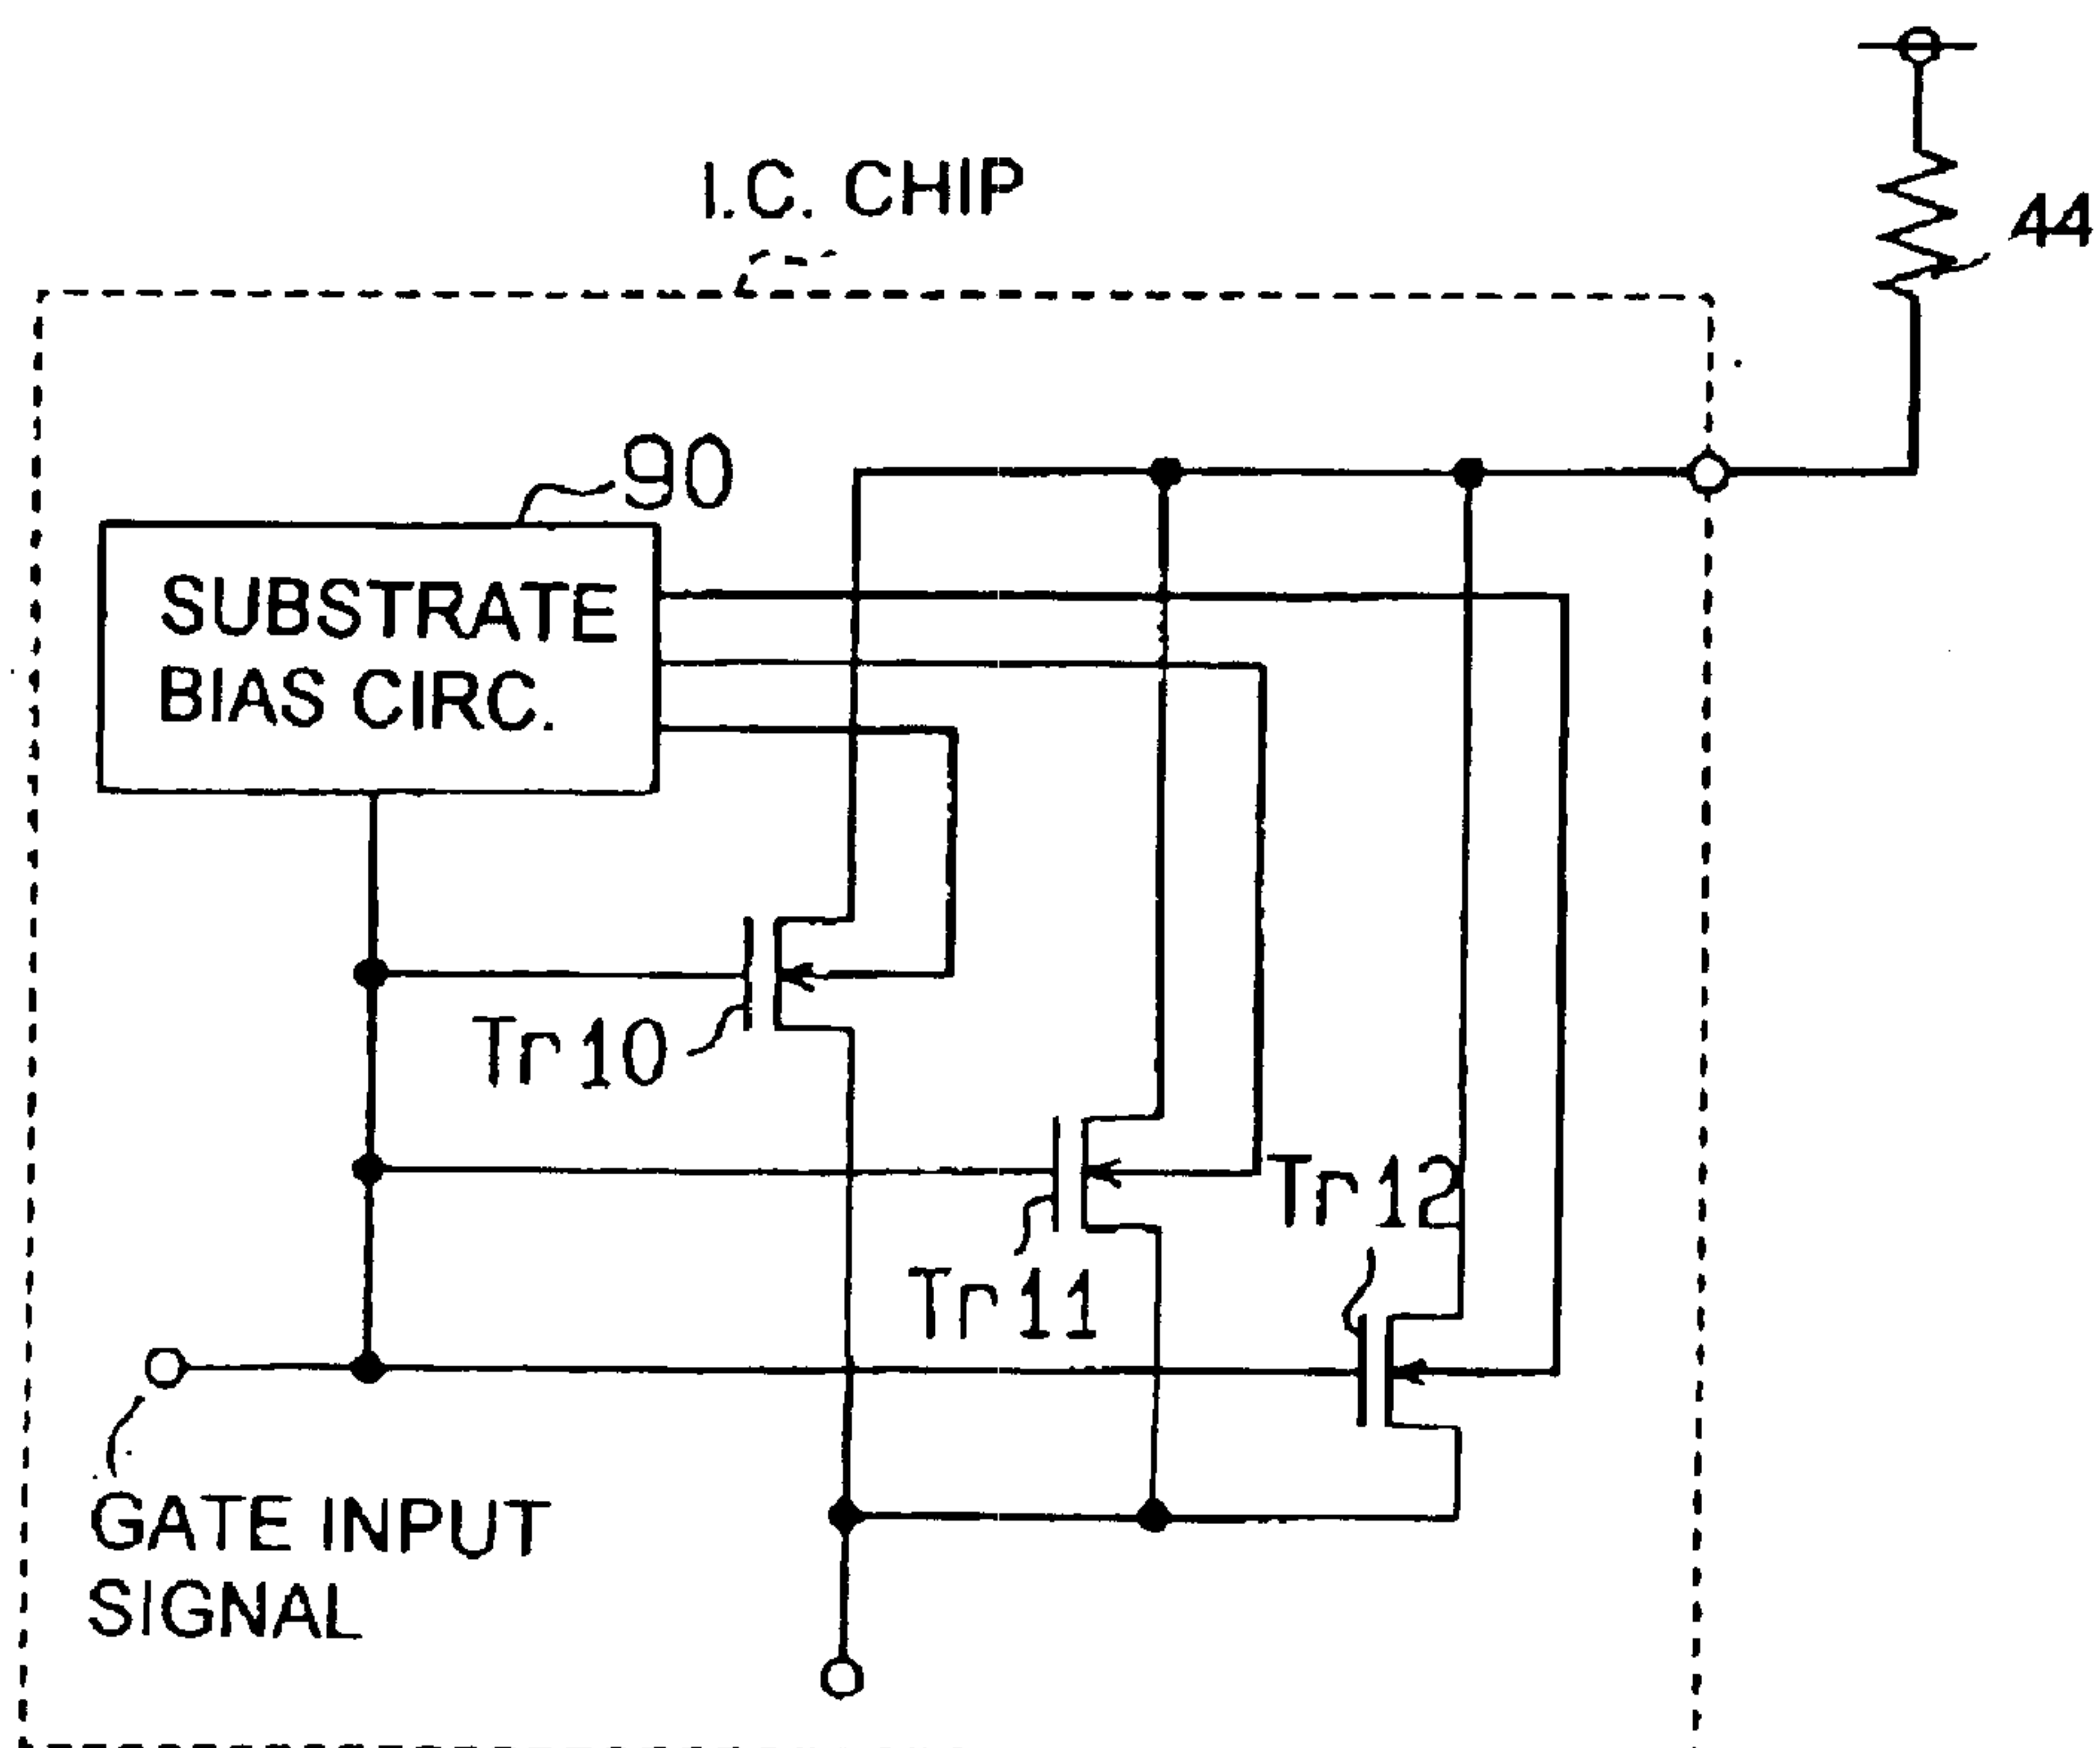 I.C. CHIP
44
90
SUBSTRATE
BIAS CIRC.
Tr10
Tr12
Tr11
GATE INPUT
SIGNAL